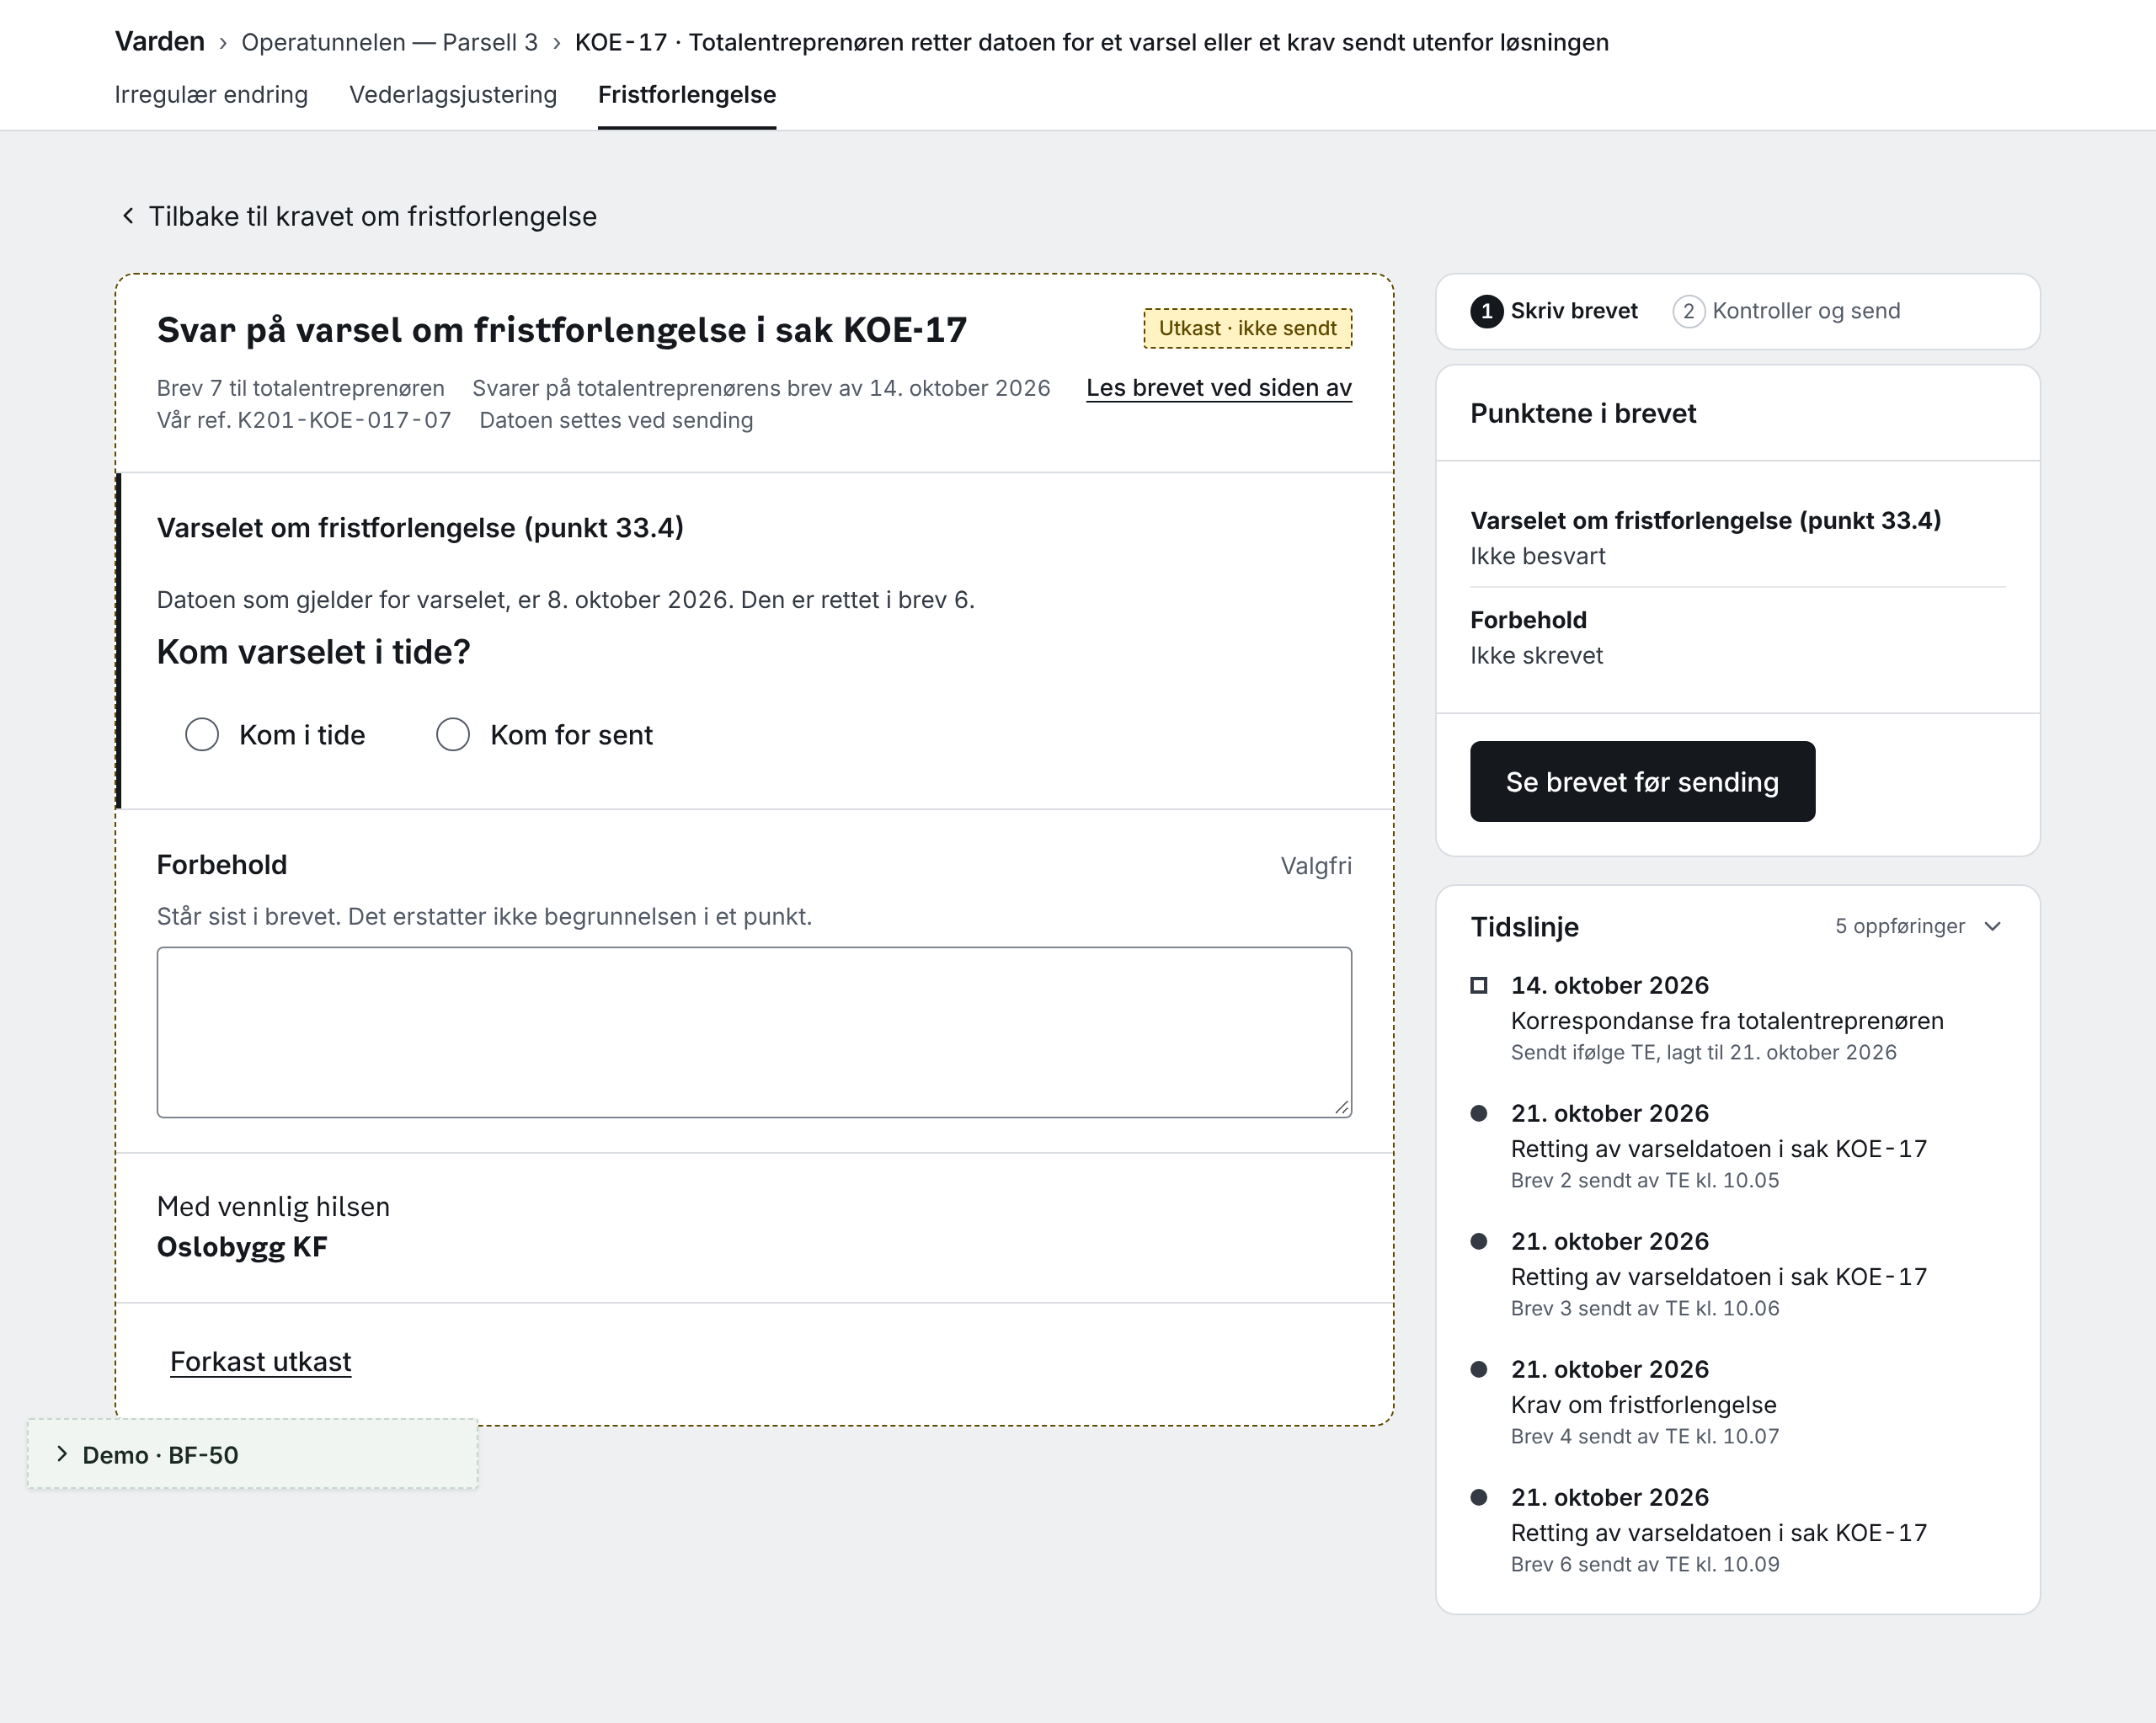 Varden › Operatunnelen — Parsell 3 › KOE-17 · Totalentreprenøren retter datoen for et varsel eller et krav sendt utenfor løsningen
Irregulær endring Vederlagsjustering Fristforlengelse
Tilbake til kravet om fristforlengelse
Svar på varsel om fristforlengelse i sak KOE-17
Utkast · ikke sendt
Brev 7 til totalentreprenøren Svarer på totalentreprenørens brev av 14. oktober 2026
Les brevet ved siden av
Vår ref. K201-KOE-017-07 Datoen settes ved sending
Varselet om fristforlengelse (punkt 33.4)
Datoen som gjelder for varselet, er 8. oktober 2026. Den er rettet i brev 6.
Kom varselet i tide?
Kom i tide Kom for sent
Forbehold
Valgfri
Står sist i brevet. Det erstatter ikke begrunnelsen i et punkt.
Med vennlig hilsen
Oslobygg KF
Forkast utkast
Demo · BF-50
1 Skriv brevet 2 Kontroller og send
Punktene i brevet
Varselet om fristforlengelse (punkt 33.4)
Ikke besvart
Forbehold
Ikke skrevet
Se brevet før sending
Tidslinje
5 oppføringer
14. oktober 2026
Korrespondanse fra totalentreprenøren
Sendt ifølge TE, lagt til 21. oktober 2026
21. oktober 2026
Retting av varseldatoen i sak KOE-17
Brev 2 sendt av TE kl. 10.05
21. oktober 2026
Retting av varseldatoen i sak KOE-17
Brev 3 sendt av TE kl. 10.06
21. oktober 2026
Krav om fristforlengelse
Brev 4 sendt av TE kl. 10.07
21. oktober 2026
Retting av varseldatoen i sak KOE-17
Brev 6 sendt av TE kl. 10.09